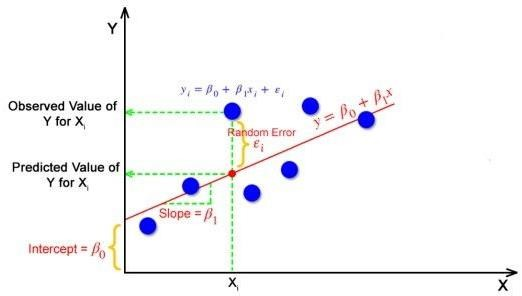 Y
yᵢ = β₀ + β₁xᵢ + εᵢ
y = β₀ + β₁x
Observed Value of
Y for Xᵢ
Random Error
εᵢ
Predicted Value of
Y for Xᵢ
Slope = β₁
Intercept = β₀
Xᵢ
X